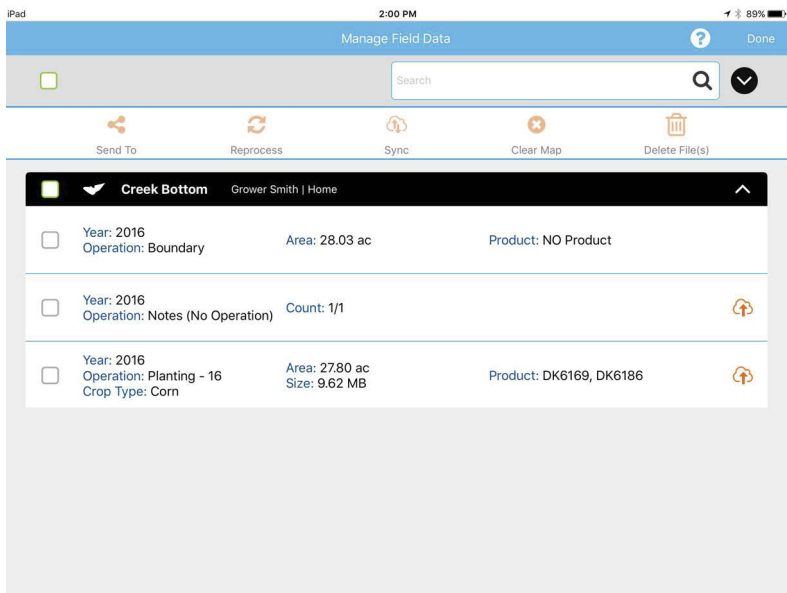 iPad 2:00 PM 89%
Manage Field Data ? Done
Search
Send To Reprocess Sync Clear Map Delete File(s)
Creek Bottom Grower Smith | Home
Year: 2016
Operation: Boundary
Area: 28.03 ac
Product: NO Product
Year: 2016
Operation: Notes (No Operation)
Count: 1/1
Year: 2016
Operation: Planting - 16
Crop Type: Corn
Area: 27.80 ac
Size: 9.62 MB
Product: DK6169, DK6186